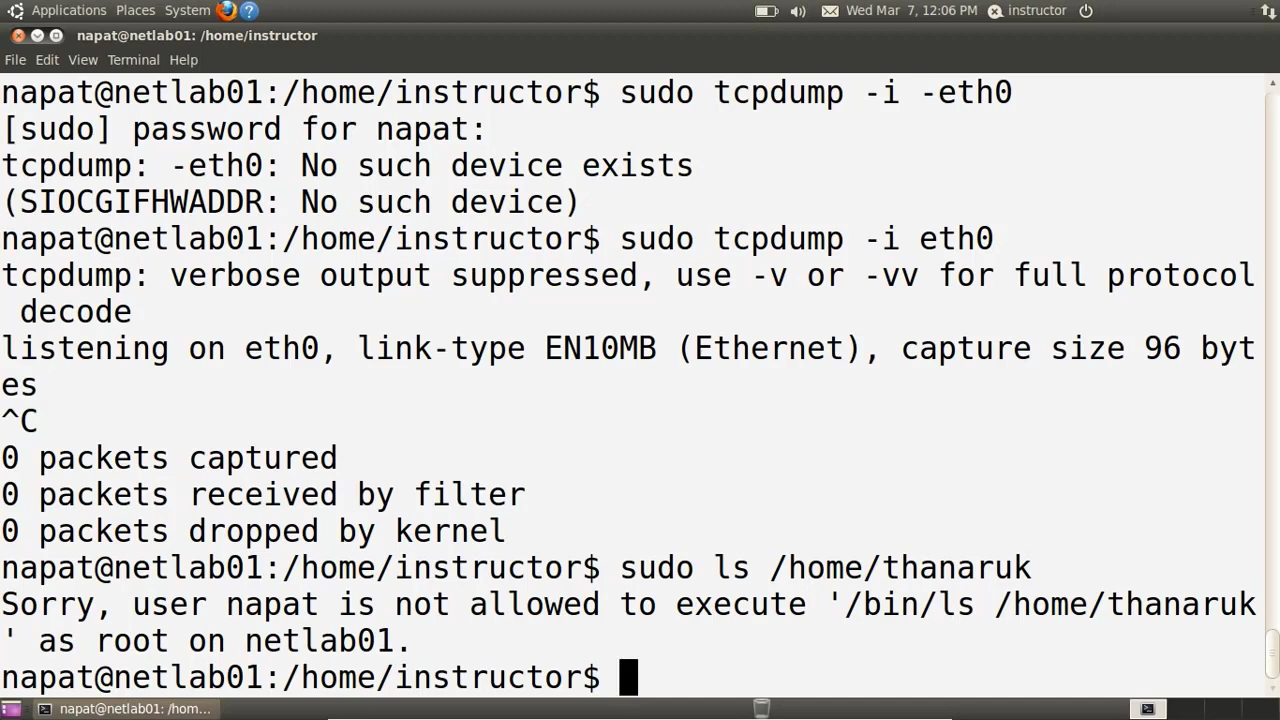 Applications Places System Wed Mar 7, 12:06 PM instructor
napat@netlab01: /home/instructor
File Edit View Terminal Help
napat@netlab01:/home/instructor$ sudo tcpdump -i -eth0
[sudo] password for napat:
tcpdump: -eth0: No such device exists
(SIOCGIFHWADDR: No such device)
napat@netlab01:/home/instructor$ sudo tcpdump -i eth0
tcpdump: verbose output suppressed, use -v or -vv for full protocol
 decode
listening on eth0, link-type EN10MB (Ethernet), capture size 96 byt
es
^C
0 packets captured
0 packets received by filter
0 packets dropped by kernel
napat@netlab01:/home/instructor$ sudo ls /home/thanaruk
Sorry, user napat is not allowed to execute '/bin/ls /home/thanaruk
' as root on netlab01.
napat@netlab01:/home/instructor$
napat@netlab01: /hom...